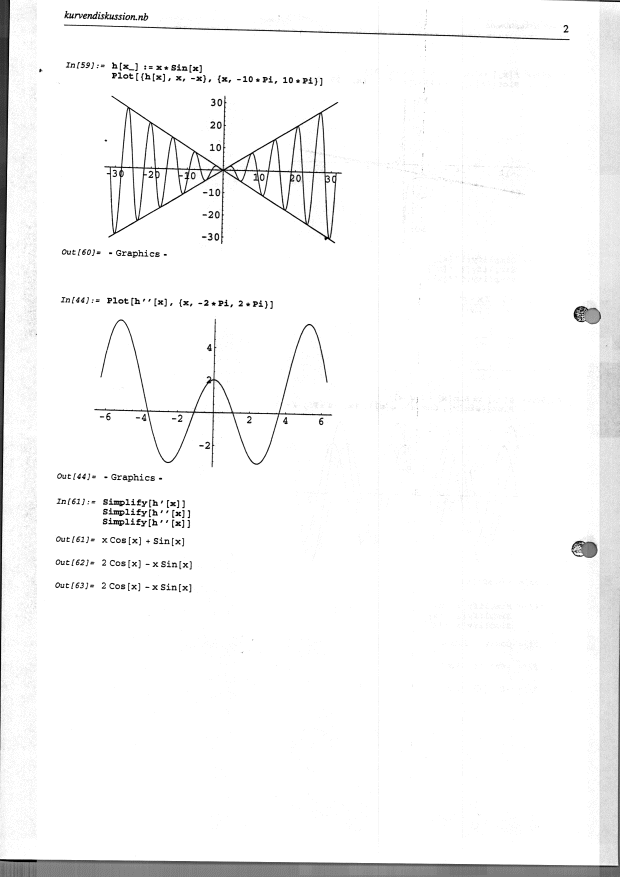 kurvendiskussion.nb
2
In[59]:= h[x_] := x * Sin[x]
Plot[{h[x], x, -x}, {x, -10 * Pi, 10 * Pi}]
30
20
10
-30 -20 -10 10 20 30
-10
-20
-30
Out[60]= - Graphics -
In[44]:= Plot[h''[x], {x, -2 * Pi, 2 * Pi}]
4
2
-6 -4 -2 2 4 6
-2
Out[44]= - Graphics -
In[61]:= Simplify[h'[x]]
Simplify[h''[x]]
Simplify[h''[x]]
Out[61]= x Cos[x] + Sin[x]
Out[62]= 2 Cos[x] - x Sin[x]
Out[63]= 2 Cos[x] - x Sin[x]